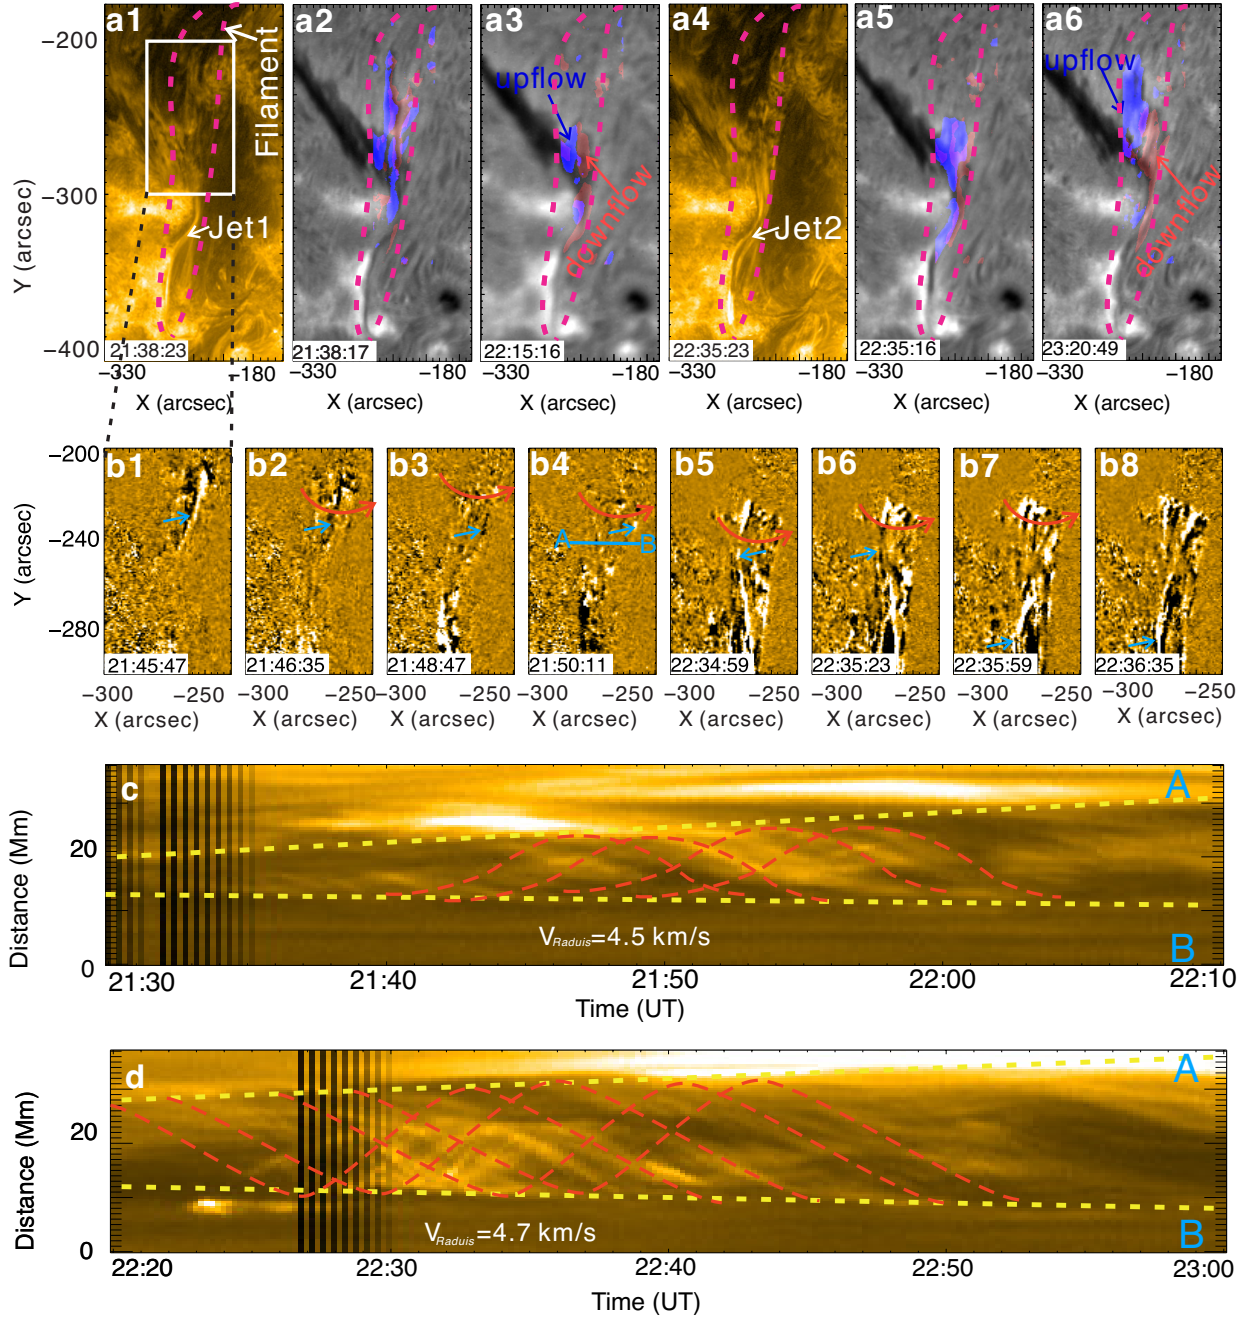 a1 a2 a3 a4 a5 a6
Filament
upflow
downflow
Jet1
Jet2
upflow
downflow
−200
−300
−400
Y (arcsec)
21:38:23 21:38:17 22:15:16 22:35:23 22:35:16 23:20:49
−330 −180 −330 −180 −330 −180 −330 −180 −330 −180 −330 −180
X (arcsec) X (arcsec) X (arcsec) X (arcsec) X (arcsec) X (arcsec)
b1 b2 b3 b4 b5 b6 b7 b8
A B
−200
−240
−280
Y (arcsec)
21:45:47 21:46:35 21:48:47 21:50:11 22:34:59 22:35:23 22:35:59 22:36:35
−300 −250 −300 −250 −300 −250 −300 −250 −300 −250 −300 −250 −300 −250 −300 −250
X (arcsec) X (arcsec) X (arcsec) X (arcsec) X (arcsec) X (arcsec) X (arcsec) X (arcsec)
c
A
20
Distance (Mm)
VRaduis=4.5 km/s
B
0
21:30 21:40 21:50 22:00 22:10
Time (UT)
d
A
20
Distance (Mm)
VRaduis=4.7 km/s
B
0
22:20 22:30 22:40 22:50 23:00
Time (UT)